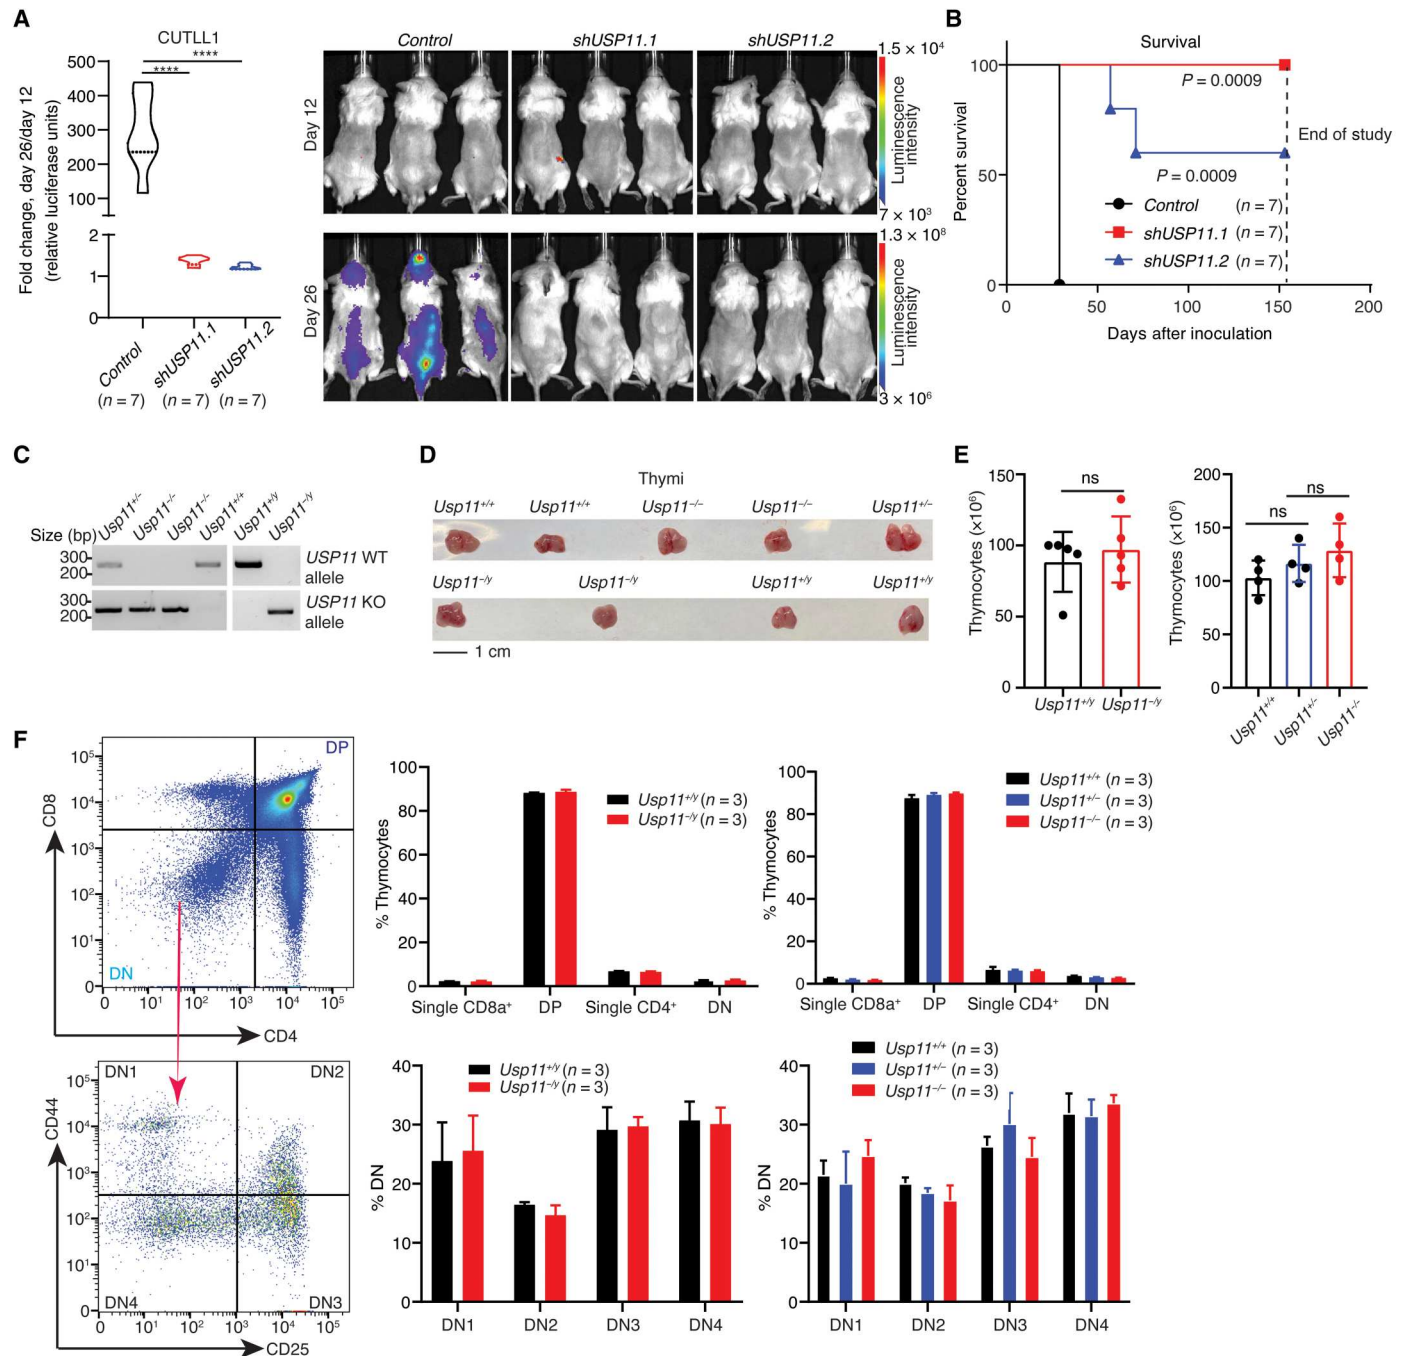 A
CUTLL1
****
****
Fold change, day 26/day 12
(relative luciferase units)
500
400
300
200
100
2
1
0
Control
shUSP11.1
shUSP11.2
(n = 7)
(n = 7)
(n = 7)
Control
shUSP11.1
shUSP11.2
Day 12
Day 26
1.5 × 10⁴
Luminescence
intensity
7 × 10³
1.3 × 10⁸
Luminescence
intensity
3 × 10⁶
B
Survival
Percent survival
100
50
0
P = 0.0009
P = 0.0009
End of study
Control (n = 7)
shUSP11.1 (n = 7)
shUSP11.2 (n = 7)
0 50 100 150 200
Days after inoculation
C
Usp11+/− Usp11−/− Usp11−/− Usp11+/+ Usp11+/y Usp11−/y
Size (bp)
300
200
USP11 WT
allele
300
200
USP11 KO
allele
D
Thymi
Usp11+/+ Usp11+/+ Usp11−/− Usp11−/− Usp11+/−
Usp11−/y Usp11−/y Usp11+/y Usp11+/y
1 cm
E
Thymocytes (×10⁶)
150
100
50
0
ns
Usp11+/y Usp11−/y
Thymocytes (×10⁶)
200
150
100
50
0
ns
ns
Usp11+/+ Usp11+/− Usp11−/−
F
CD8
10⁵
10⁴
10³
10²
10¹
0
DP
DN
0 10¹ 10² 10³ 10⁴ 10⁵
CD4
% Thymocytes
100
80
60
40
20
0
Usp11+/y (n = 3)
Usp11−/y (n = 3)
Single CD8a⁺ DP Single CD4⁺ DN
% Thymocytes
100
80
60
40
20
0
Usp11+/+ (n = 3)
Usp11+/− (n = 3)
Usp11−/− (n = 3)
Single CD8a⁺ DP Single CD4⁺ DN
CD44
10⁵
10⁴
10³
10²
10¹
0
DN1 DN2
DN4 DN3
0 10¹ 10² 10³ 10⁴ 10⁵
CD25
% DN
40
30
20
10
0
Usp11+/y (n = 3)
Usp11−/y (n = 3)
DN1 DN2 DN3 DN4
% DN
40
30
20
10
0
Usp11+/+ (n = 3)
Usp11+/− (n = 3)
Usp11−/− (n = 3)
DN1 DN2 DN3 DN4